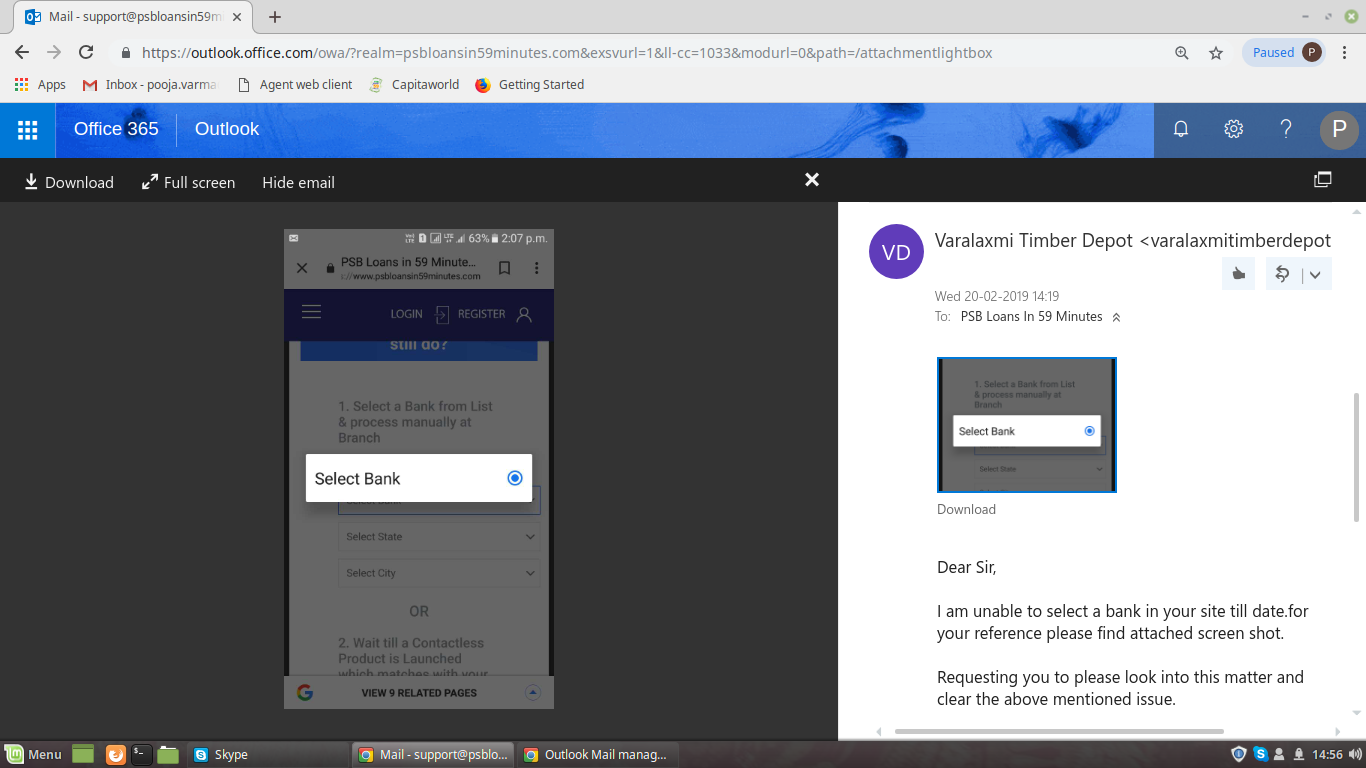 Mail - support@psbloansin59m
https://outlook.office.com/owa/?realm=psbloansin59minutes.com&exsvurl=1&ll-cc=1033&modurl=0&path=/attachmentlightbox
Paused P
Apps Inbox - pooja.varma Agent web client Capitaworld Getting Started
Office 365 Outlook
P
Download Full screen Hide email
63% 2:07 p.m.
PSB Loans in 59 Minute...
://www.psbloansin59minutes.com
LOGIN REGISTER
still do?
1. Select a Bank from List
& process manually at
Branch
Select Bank
Select State
Select City
OR
2. Wait till a Contactless
Product is Launched
which matches with your
VIEW 9 RELATED PAGES
VD
Varalaxmi Timber Depot <varalaxmitimberdepot
Wed 20-02-2019 14:19
To: PSB Loans In 59 Minutes
1. Select a Bank from List
& process manually at
Branch
Select Bank
Select State
Download
Dear Sir,
I am unable to select a bank in your site till date.for
your reference please find attached screen shot.
Requesting you to please look into this matter and
clear the above mentioned issue.
Menu Skype Mail - support@psblo... Outlook Mail manag... 14:56